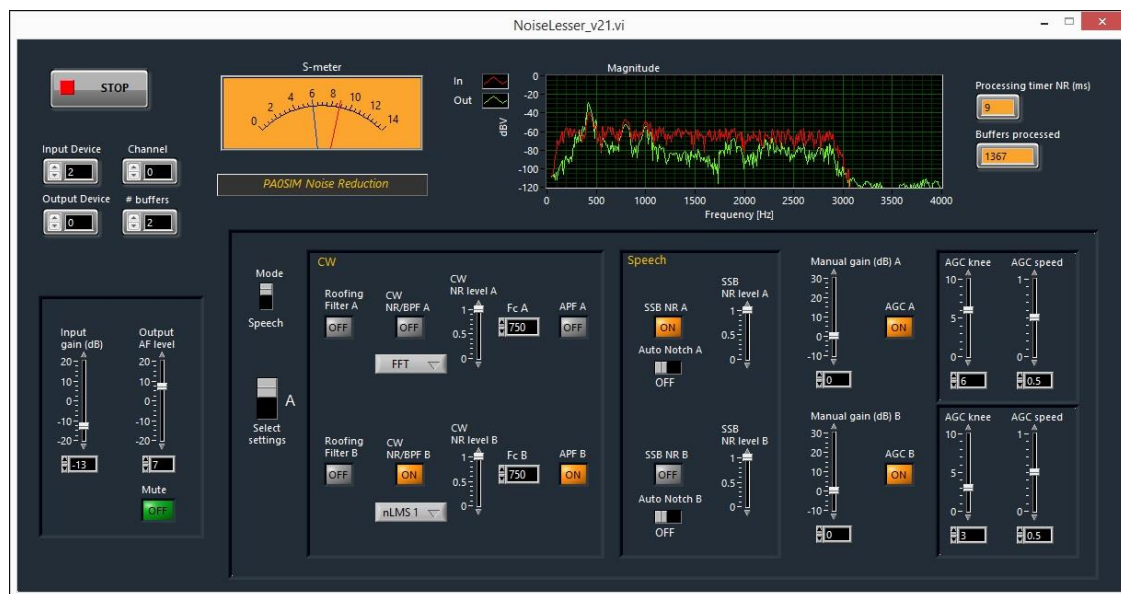 NoiseLesser_v21.vi
STOP
Input Device
2
Channel
0
Output Device
0
# buffers
2
S-meter
0 2 4 6 8 10 12 14
PA0SIM Noise Reduction
In
Out
Magnitude
dBV
0
-20
-40
-60
-80
-100
-120
0 500 1000 1500 2000 2500 3000 3500 4000
Frequency [Hz]
Processing timer NR (ms)
9
Buffers processed
1367
Input
gain (dB)
20
10
0
-10
-20
-13
Output
AF level
20
10
0
-10
-20
7
Mute
OFF
Mode
Speech
A
Select
settings
CW
Roofing
Filter A
OFF
CW
NR/BPF A
OFF
FFT
CW
NR level A
1
0.5
0
Fc A
750
APF A
OFF
Roofing
Filter B
OFF
CW
NR/BPF B
ON
nLMS 1
CW
NR level B
1
0.5
0
Fc B
750
APF B
ON
Speech
SSB NR A
ON
Auto Notch A
OFF
SSB
NR level A
1
0.5
0
SSB NR B
OFF
Auto Notch B
OFF
SSB
NR level B
1
0.5
0
Manual gain (dB) A
30
20
10
0
-10
0
AGC A
ON
Manual gain (dB) B
30
20
10
0
-10
0
AGC B
ON
AGC knee
10
5
0
6
AGC speed
1
0.5
0
0.5
AGC knee
10
5
0
3
AGC speed
1
0.5
0
0.5